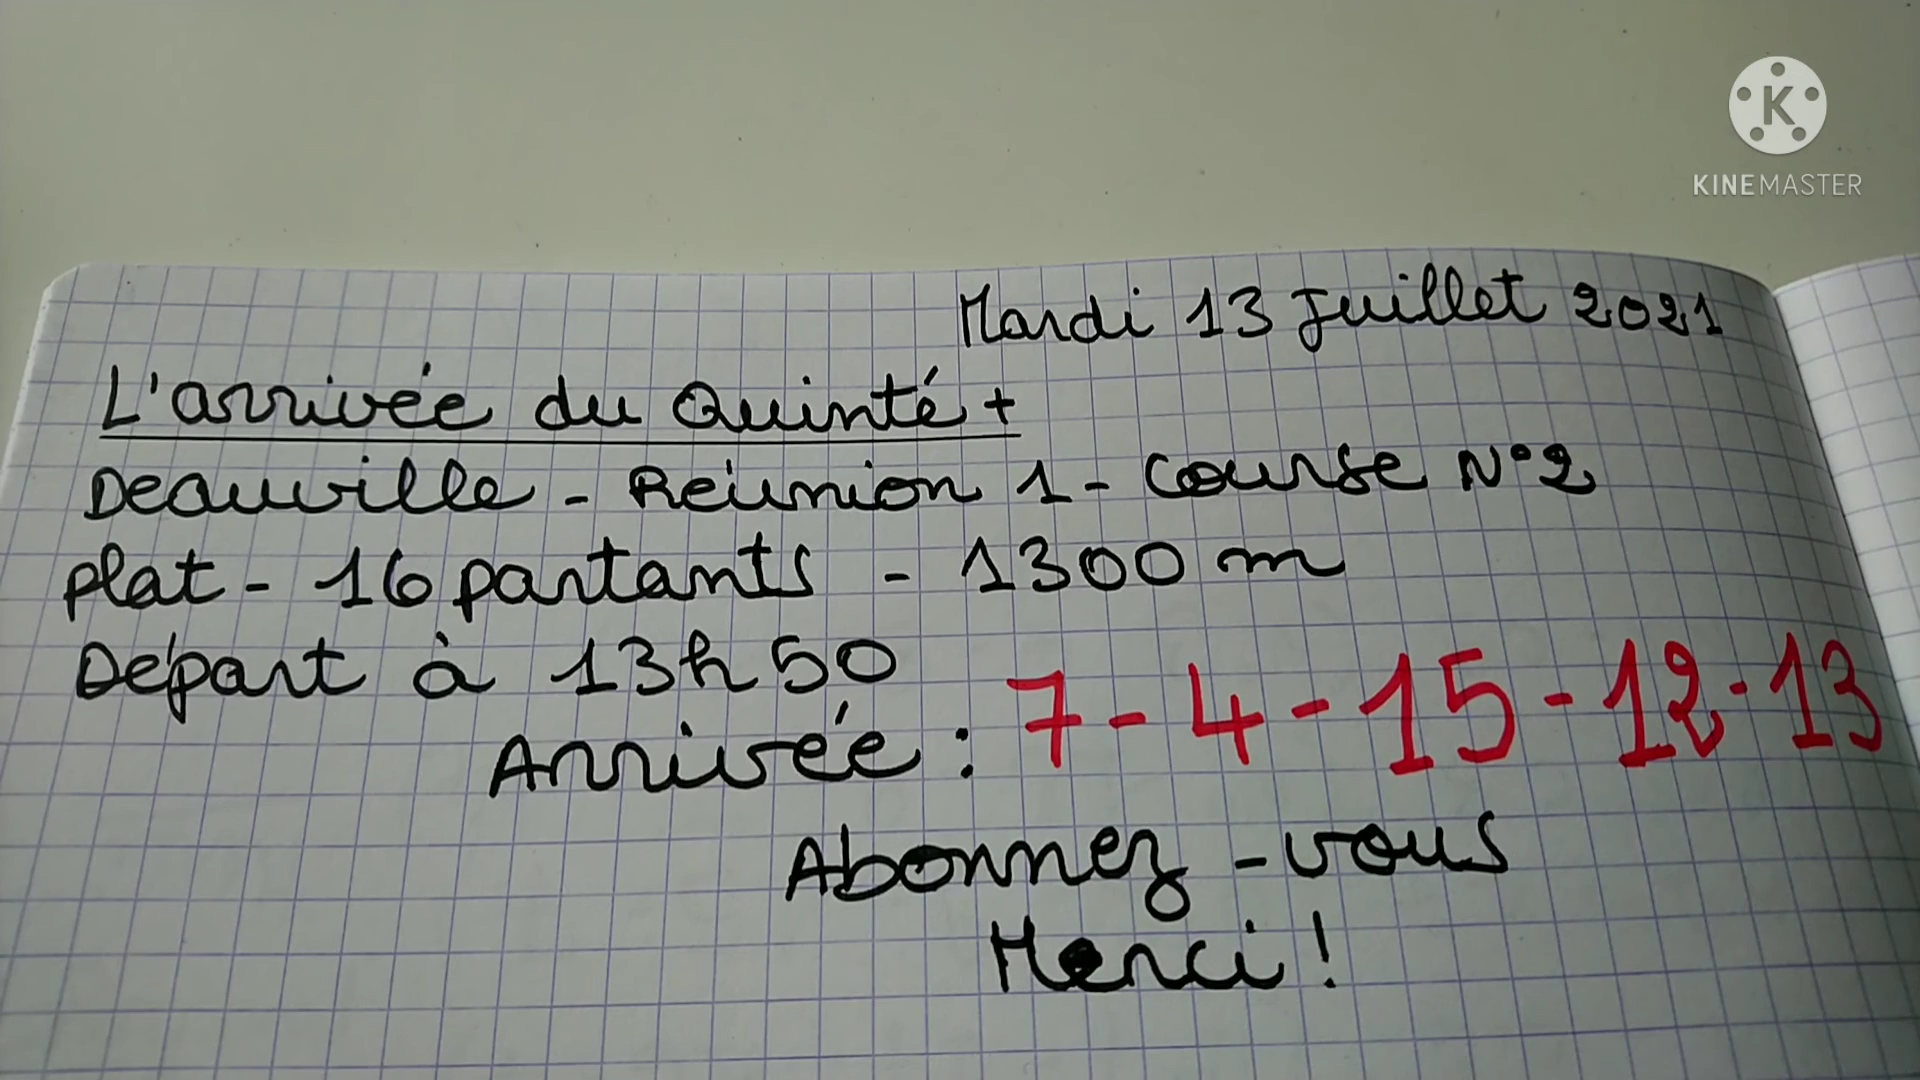 K
KINEMASTER
Mardi 13 Juillet 2021
L'arrivée du Quinté +
Deauville - Réunion 1 - Course N°2
plat - 16 partants - 1300 m
Départ à 13h50
Arrivée : 7 - 4 - 15 - 12 - 13
Abonnez-vous
Merci !